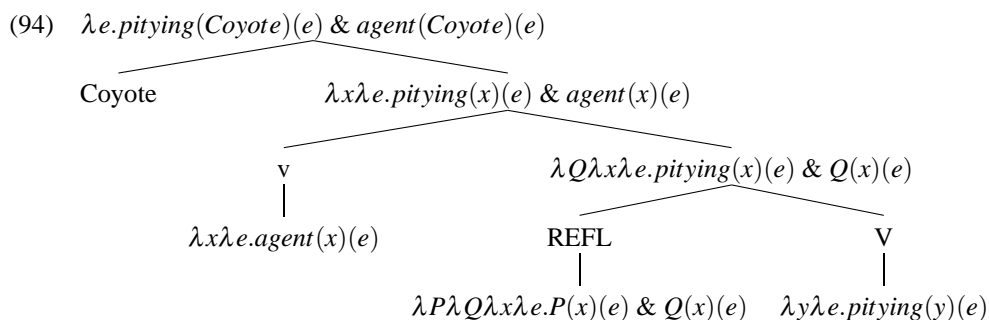 (94) λe.pitying(Coyote)(e) & agent(Coyote)(e)
Coyote λxλe.pitying(x)(e) & agent(x)(e)
v λQλxλe.pitying(x)(e) & Q(x)(e)
λxλe.agent(x)(e) REFL V
λPλQλxλe.P(x)(e) & Q(x)(e) λyλe.pitying(y)(e)